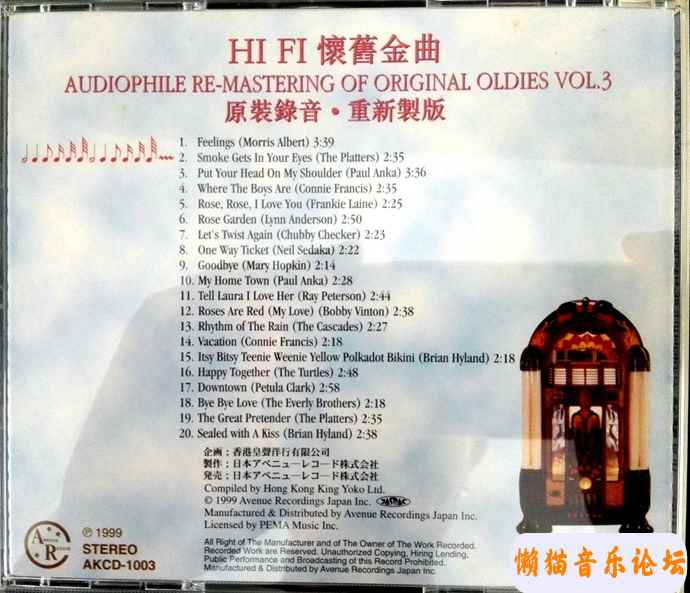 HI FI 懷舊金曲
AUDIOPHILE RE-MASTERING OF ORIGINAL OLDIES VOL.3
原裝錄音・重新製版
1. Feelings (Morris Albert) 3:39
2. Smoke Gets In Your Eyes (The Platters) 2:35
3. Put Your Head On My Shoulder (Paul Anka) 3:36
4. Where The Boys Are (Connie Francis) 2:35
5. Rose, Rose, I Love You (Frankie Laine) 2:25
6. Rose Garden (Lynn Anderson) 2:50
7. Let's Twist Again (Chubby Checker) 2:23
8. One Way Ticket (Neil Sedaka) 2:22
9. Goodbye (Mary Hopkin) 2:14
10. My Home Town (Paul Anka) 2:28
11. Tell Laura I Love Her (Ray Peterson) 2:44
12. Roses Are Red (My Love) (Bobby Vinton) 2:38
13. Rhythm of The Rain (The Cascades) 2:27
14. Vacation (Connie Francis) 2:18
15. Itsy Bitsy Teenie Weenie Yellow Polkadot Bikini (Brian Hyland) 2:18
16. Happy Together (The Turtles) 2:48
17. Downtown (Petula Clark) 2:58
18. Bye Bye Love (The Everly Brothers) 2:18
19. The Great Pretender (The Platters) 2:35
20. Sealed with A Kiss (Brian Hyland) 2:38
企画；香港皇聲洋行有限公司
製作；日本アベニューレコード株式会社
発売；日本アベニューレコード株式会社
Compiled by Hong Kong King Yoko Ltd.
© 1999 Avenue Recordings Japan Inc.
Manufactured & Distributed by Avenue Recordings Japan Inc.
Licensed by PEMA Music Inc.
All Right of The Manufacturer and of The Owner of The Work Recorded.
Recorded Work are Reserved. Unauthorized Copying, Hiring Lending.
Public Performance and Broadcasting of this Record Prohibited.
Manufactured & Distributed by Avenue Recordings Japan Inc.
℗ 1999
STEREO
AKCD-1003
懒猫音乐论坛